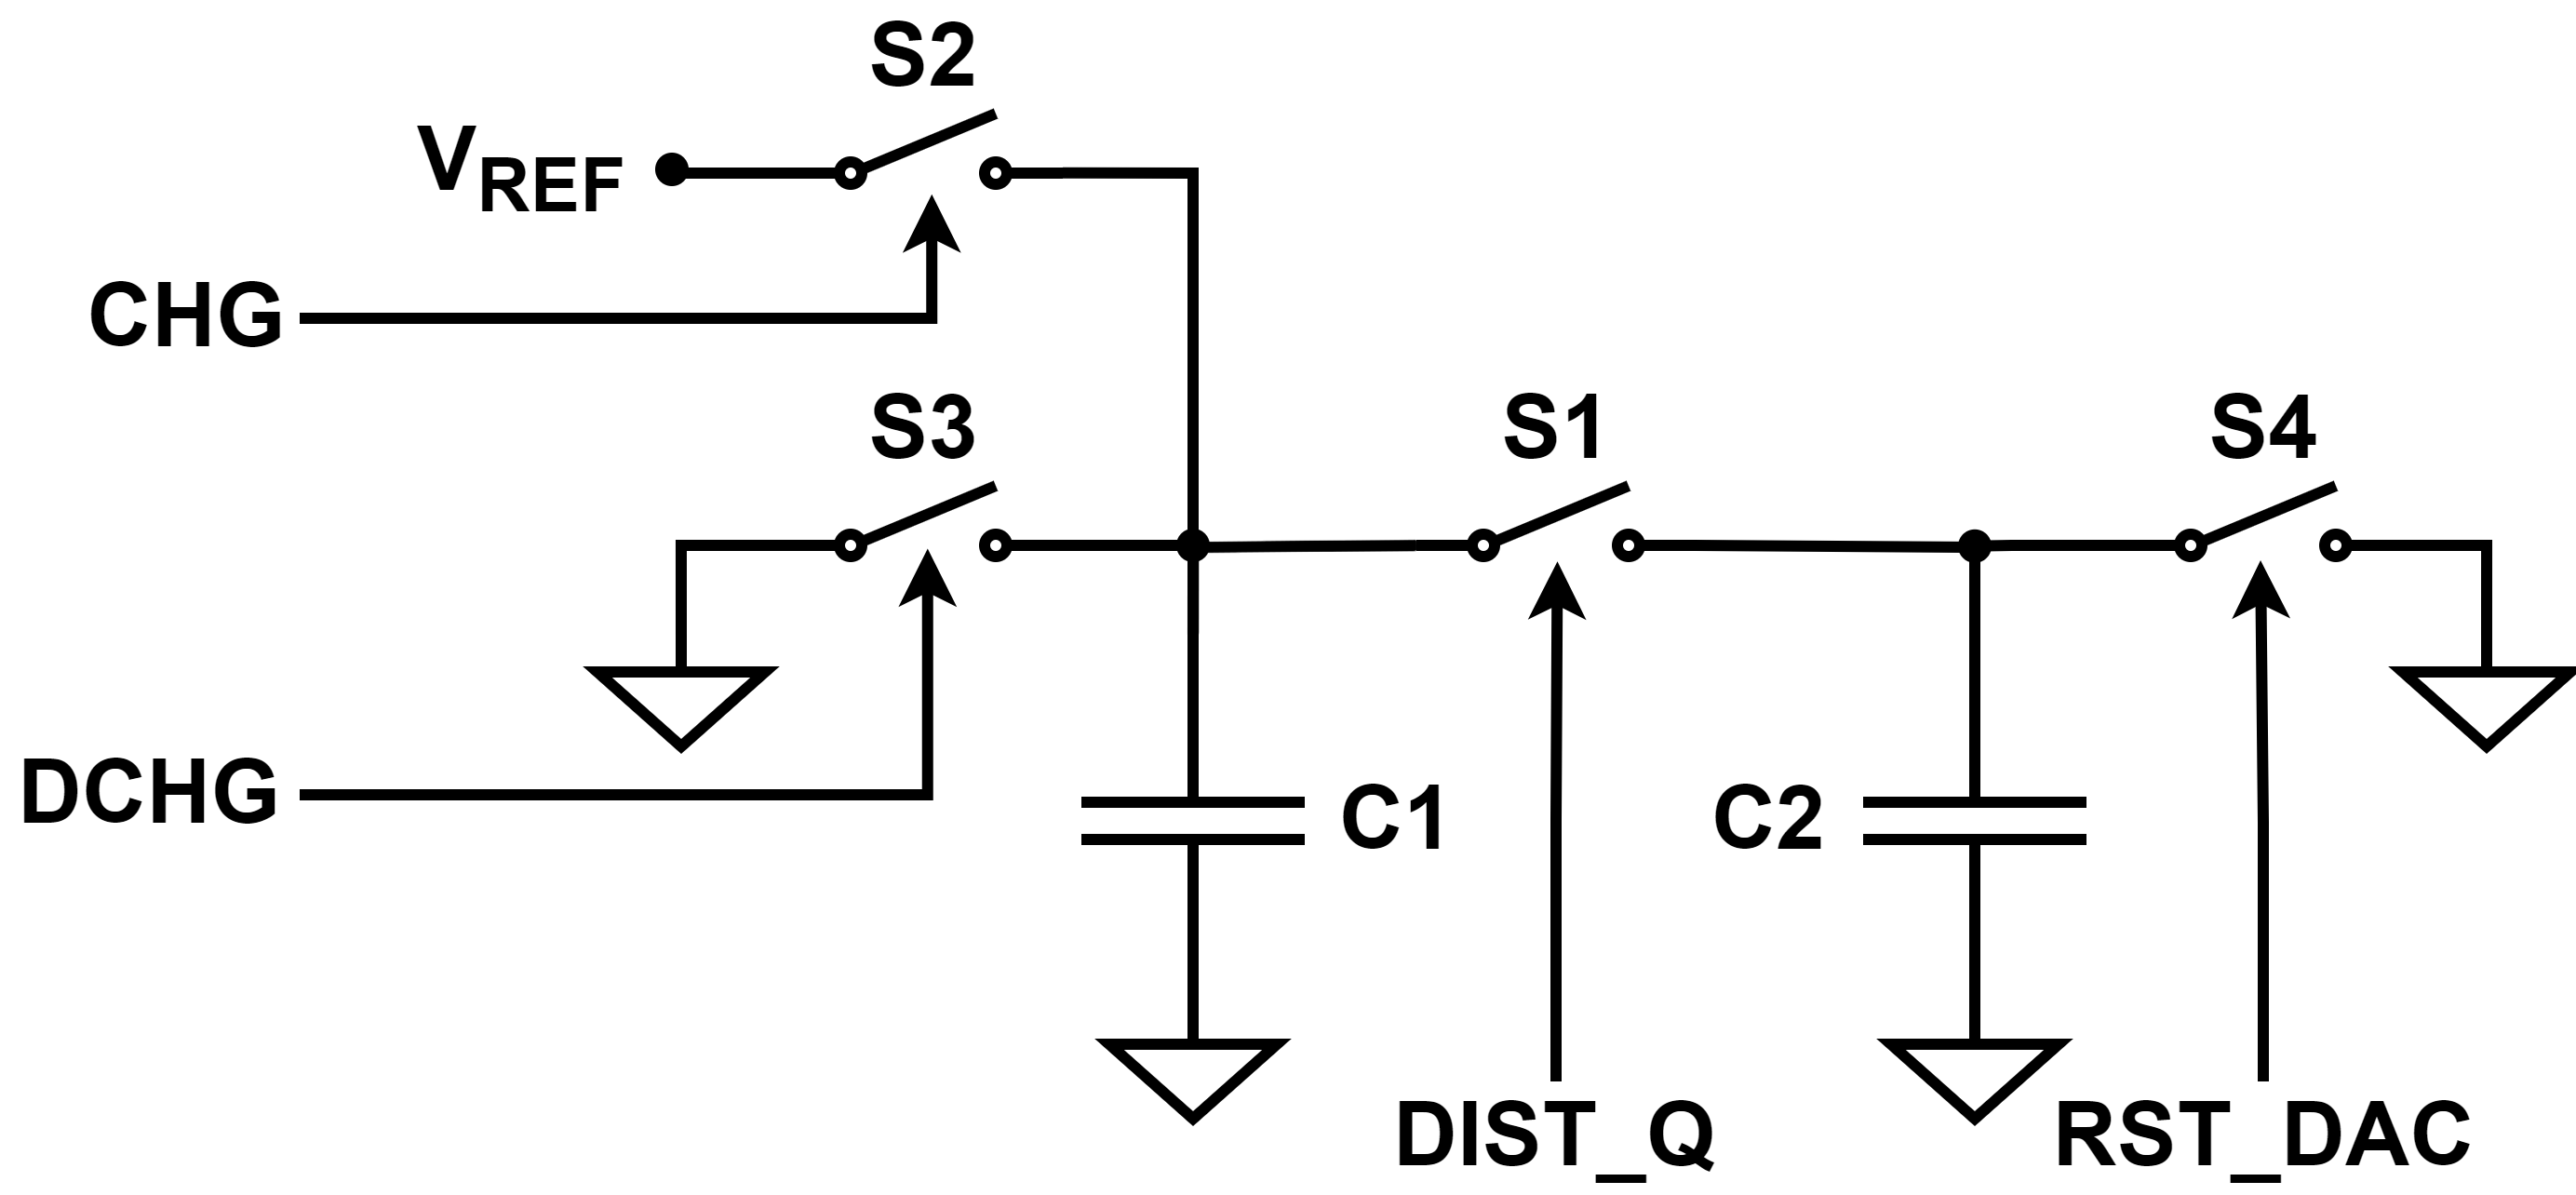 S2
VREF
CHG
S3
S1
S4
DCHG
C1
C2
DIST_Q
RST_DAC